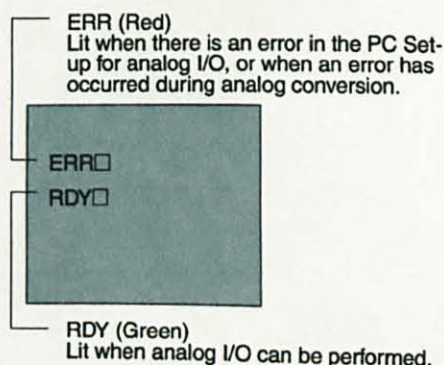 ERR (Red)
Lit when there is an error in the PC Set-
up for analog I/O, or when an error has
occurred during analog conversion.
ERR
RDY
RDY (Green)
Lit when analog I/O can be performed.